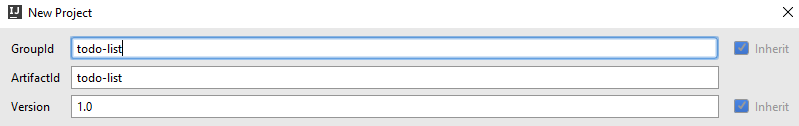 New Project
GroupId todo-list Inherit
ArtifactId todo-list
Version 1.0 Inherit